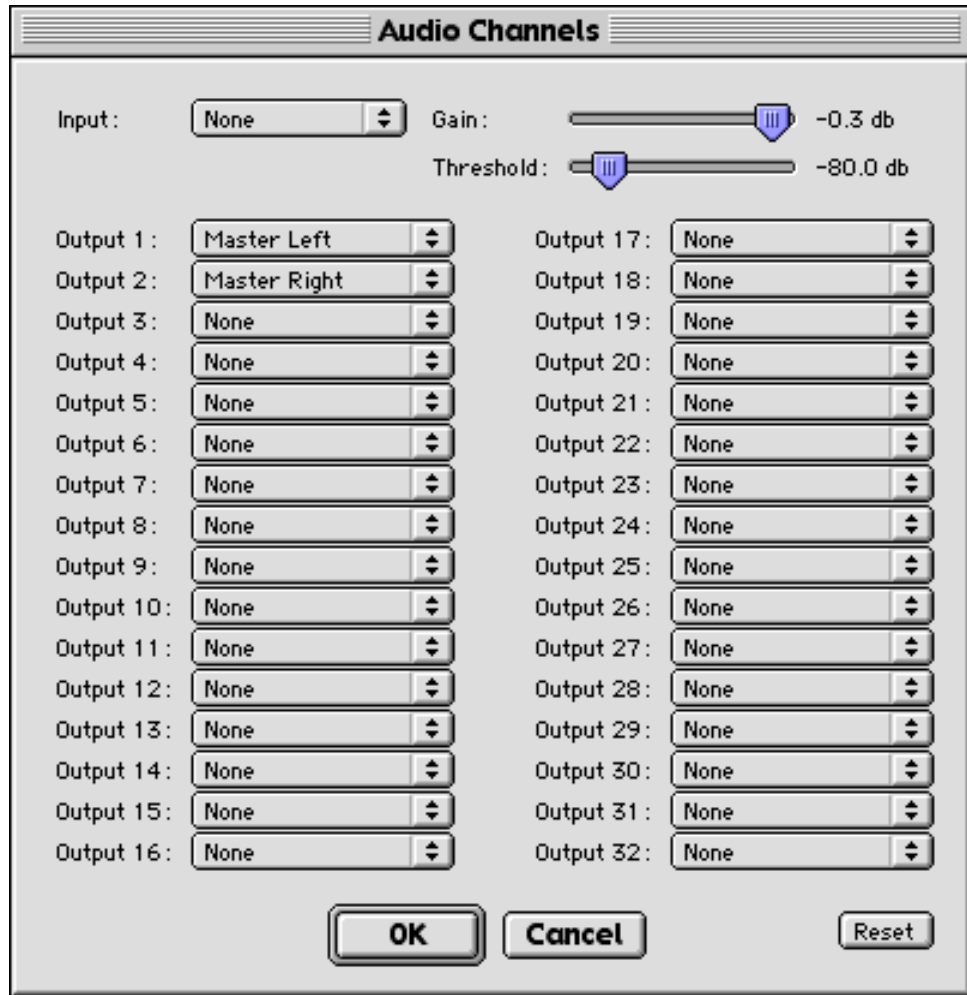 Audio Channels
Input: None Gain: -0.3 db
Threshold: -80.0 db
Output 1: Master Left Output 17: None
Output 2: Master Right Output 18: None
Output 3: None Output 19: None
Output 4: None Output 20: None
Output 5: None Output 21: None
Output 6: None Output 22: None
Output 7: None Output 23: None
Output 8: None Output 24: None
Output 9: None Output 25: None
Output 10: None Output 26: None
Output 11: None Output 27: None
Output 12: None Output 28: None
Output 13: None Output 29: None
Output 14: None Output 30: None
Output 15: None Output 31: None
Output 16: None Output 32: None
OK Cancel Reset